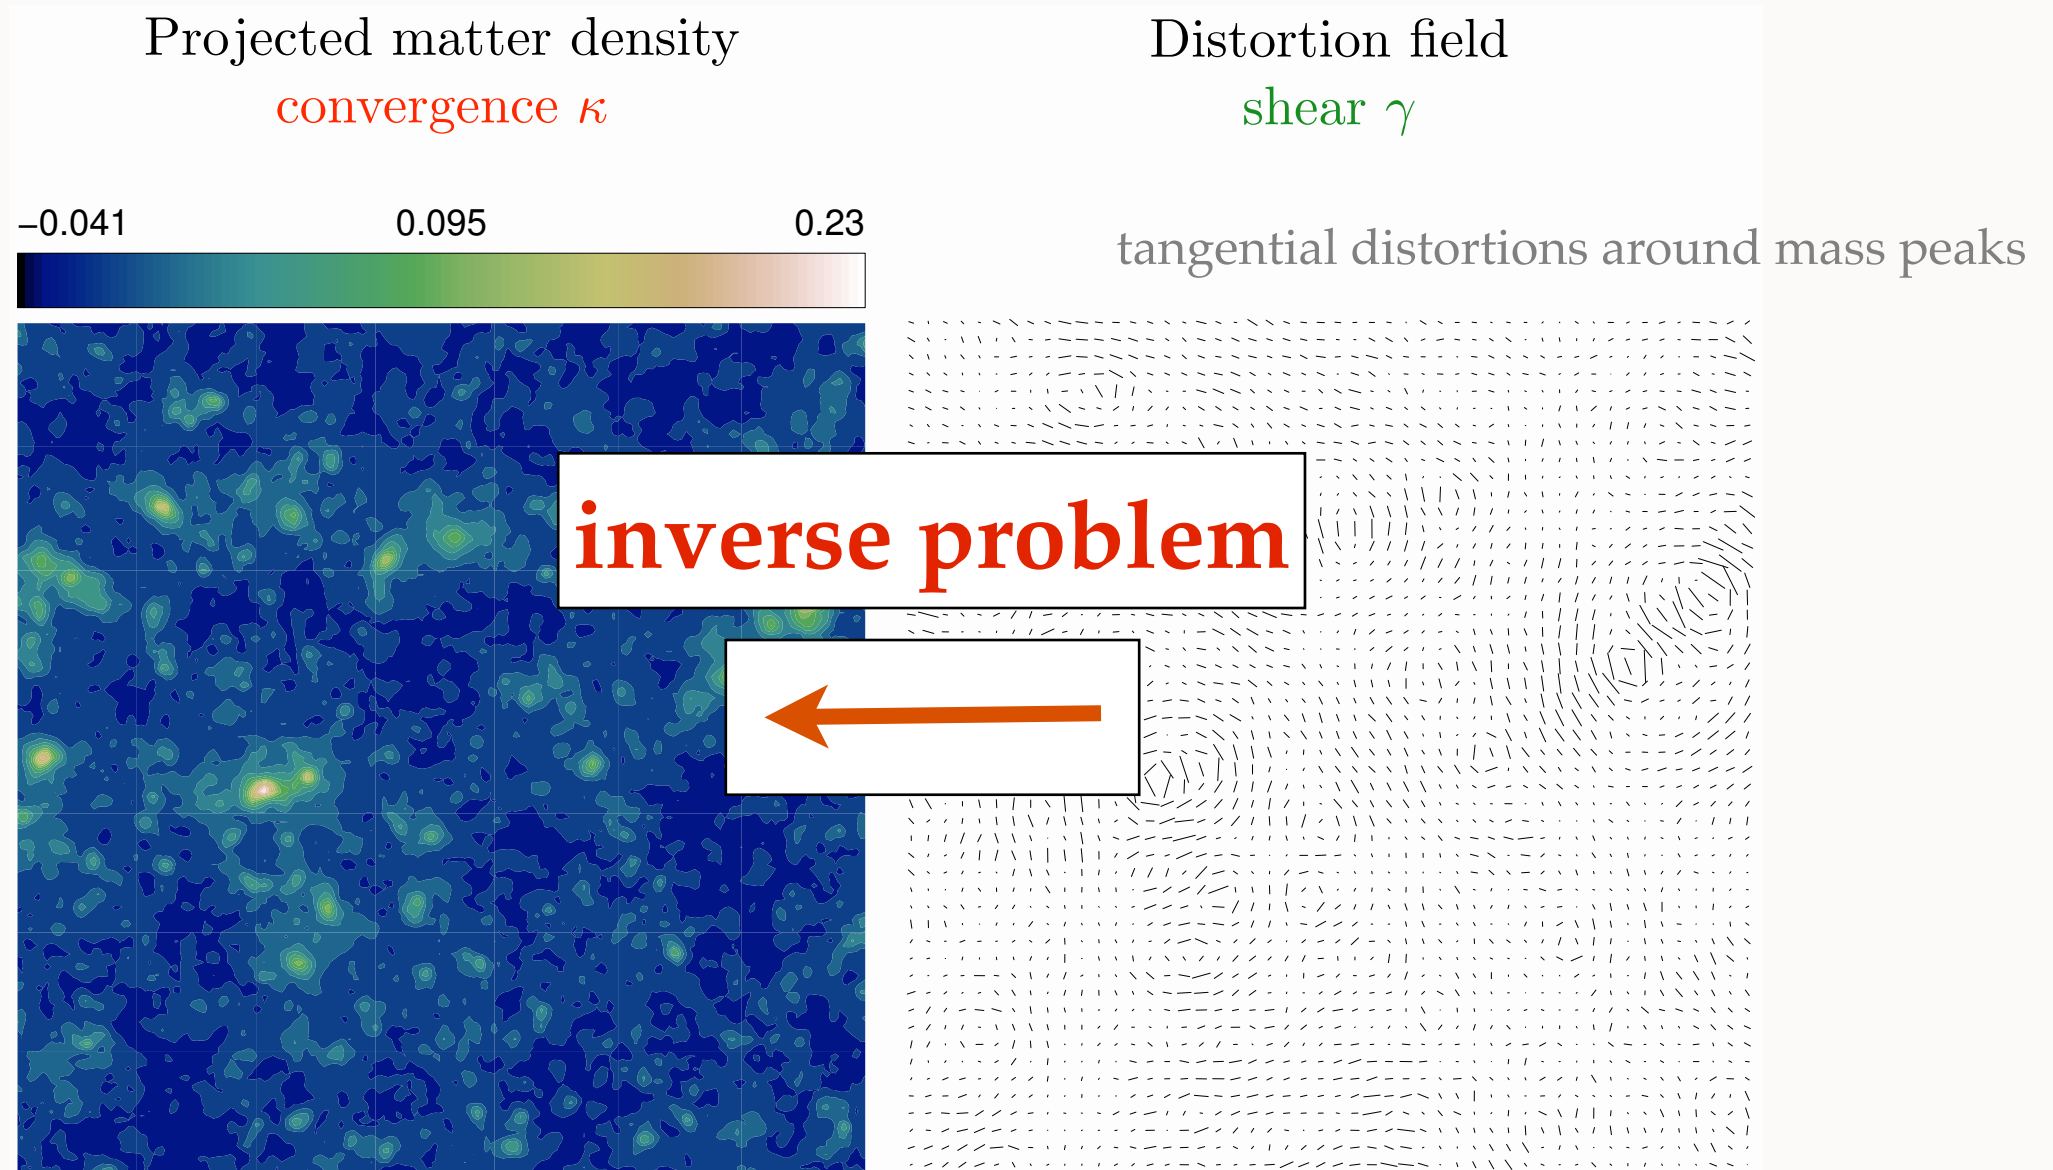 Projected matter density
convergence κ
Distortion field
shear γ
−0.041 0.095 0.23
tangential distortions around mass peaks
inverse problem